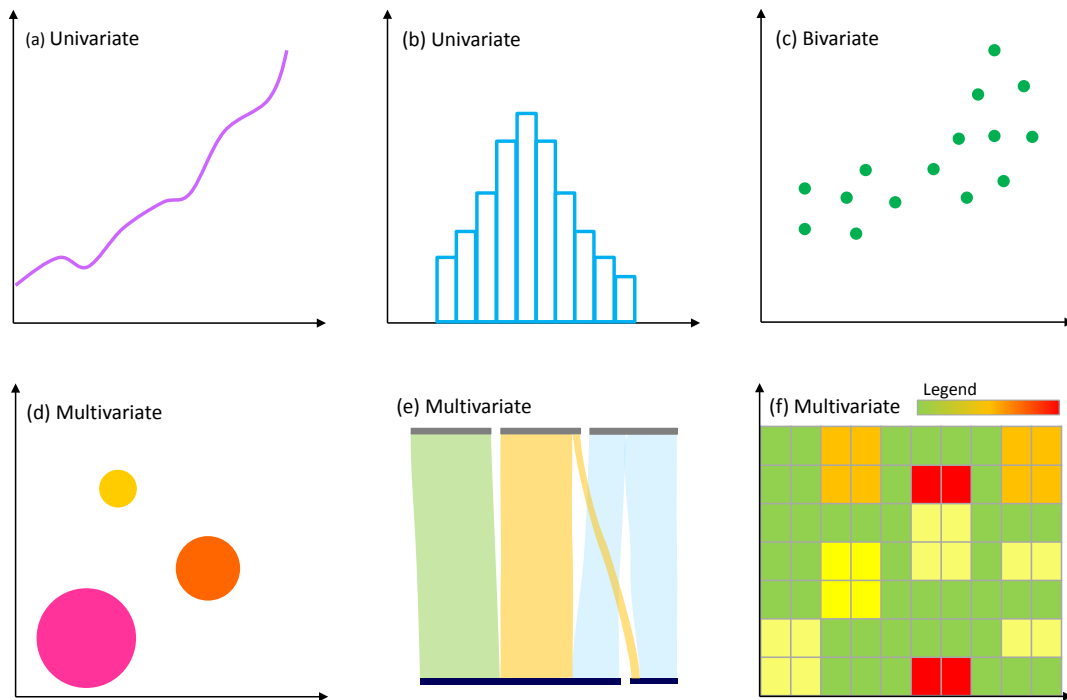 (a) Univariate
(b) Univariate
(c) Bivariate
(d) Multivariate
(e) Multivariate
(f) Multivariate
Legend